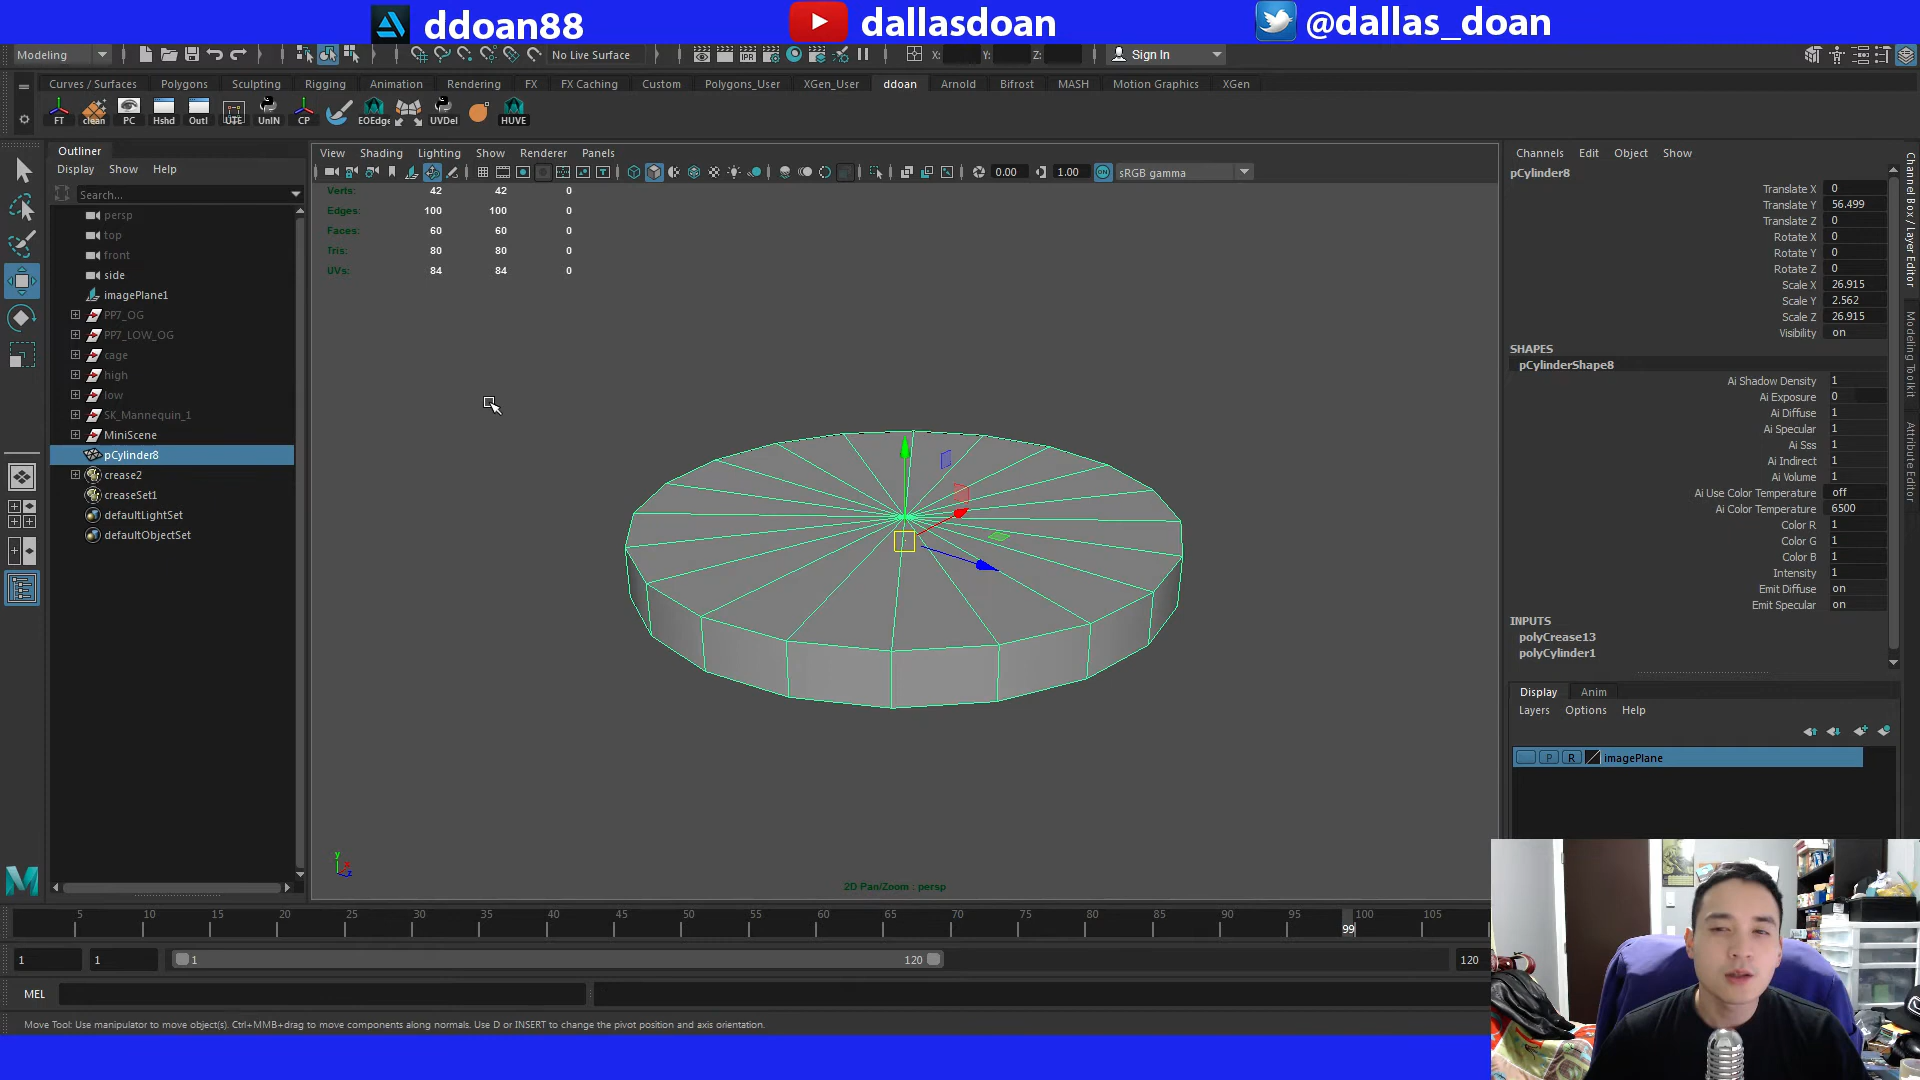 ddoan88
dallasdoan
@dallas_doan
Modeling
No Live Surface
X:
Y:
Z:
Sign In
Curves / Surfaces
Polygons
Sculpting
Rigging
Animation
Rendering
FX
FX Caching
Custom
Polygons_User
XGen_User
ddoan
Arnold
Bifrost
MASH
Motion Graphics
XGen
FT
clean
PC
Hshd
Outl
UTE
UnIN
CP
EOEdge
UVDel
HUVE
Outliner
Display
Show
Help
Search...
persp
top
front
side
imagePlane1
PP7_OG
PP7_LOW_OG
cage
high
low
SK_Mannequin_1
MiniScene
pCylinder8
crease2
creaseSet1
defaultLightSet
defaultObjectSet
View
Shading
Lighting
Show
Renderer
Panels
0.00
1.00
ON
sRGB gamma
Verts: 42 42 0
Edges: 100 100 0
Faces: 60 60 0
Tris: 80 80 0
UVs: 84 84 0
2D Pan/Zoom : persp
Channels
Edit
Object
Show
pCylinder8
Translate X 0
Translate Y 56.499
Translate Z 0
Rotate X 0
Rotate Y 0
Rotate Z 0
Scale X 26.915
Scale Y 2.562
Scale Z 26.915
Visibility on
SHAPES
pCylinderShape8
Ai Shadow Density 1
Ai Exposure 0
Ai Diffuse 1
Ai Specular 1
Ai Sss 1
Ai Indirect 1
Ai Volume 1
Ai Use Color Temperature off
Ai Color Temperature 6500
Color R 1
Color G 1
Color B 1
Intensity 1
Emit Diffuse on
Emit Specular on
INPUTS
polyCrease13
polyCylinder1
Channel Box / Layer Editor
Modeling Toolkit
Attribute Editor
Display
Anim
Layers
Options
Help
P
R
imagePlane
5 10 15 20 25 30 35 40 45 50 55 60 65 70 75 80 85 90 95 100 105
99
1
1
1
120
120
MEL
Move Tool: Use manipulator to move object(s). Ctrl+MMB+drag to move components along normals. Use D or INSERT to change the pivot position and axis orientation.